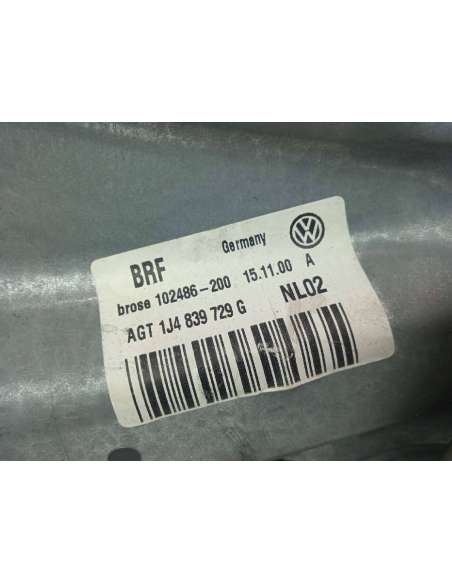 BRF Germany
brose 102486-200 15.11.00 A
AGT 1J4 839 729 G NL02